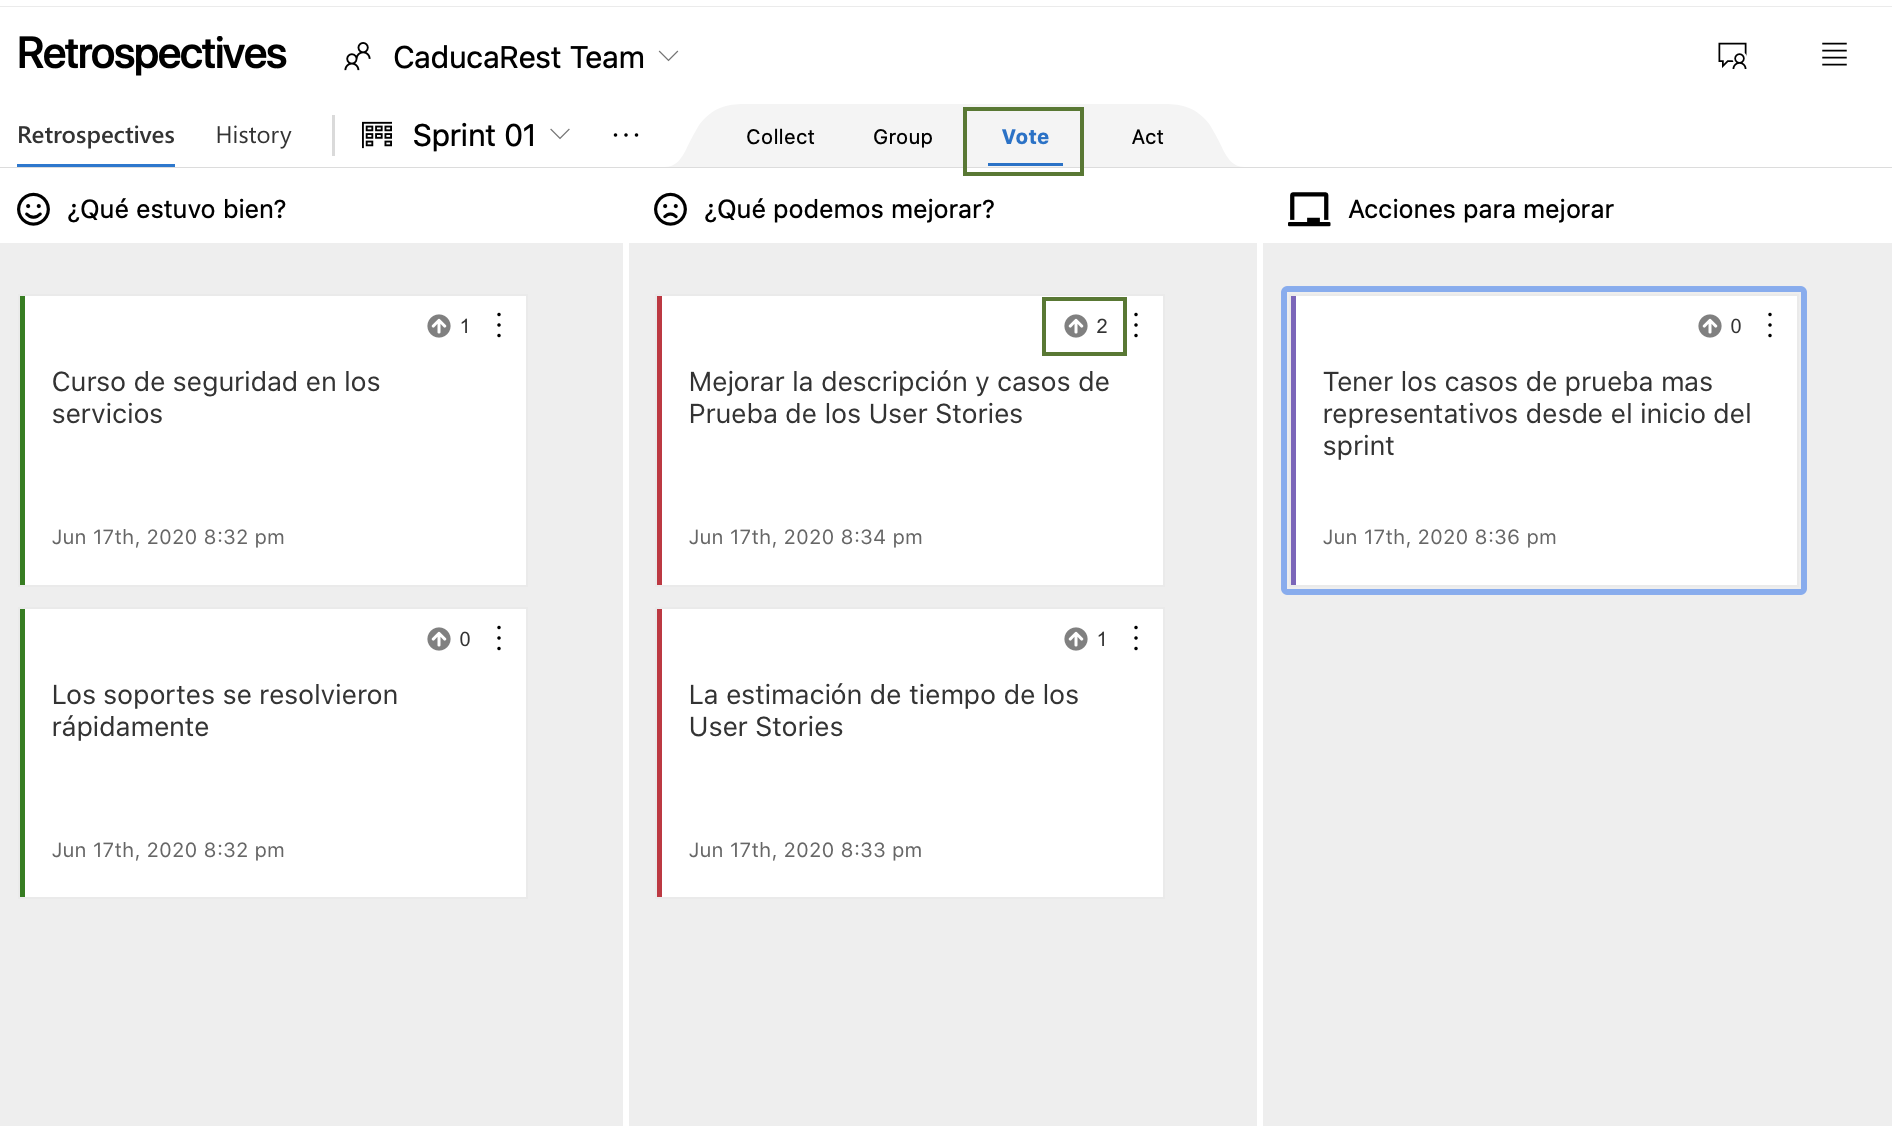 Retrospectives
CaducaRest Team
Retrospectives
History
Sprint 01
Collect
Group
Vote
Act
¿Qué estuvo bien?
¿Qué podemos mejorar?
Acciones para mejorar
1
Curso de seguridad en los
servicios
Jun 17th, 2020 8:32 pm
0
Los soportes se resolvieron
rápidamente
Jun 17th, 2020 8:32 pm
2
Mejorar la descripción y casos de
Prueba de los User Stories
Jun 17th, 2020 8:34 pm
1
La estimación de tiempo de los
User Stories
Jun 17th, 2020 8:33 pm
0
Tener los casos de prueba mas
representativos desde el inicio del
sprint
Jun 17th, 2020 8:36 pm